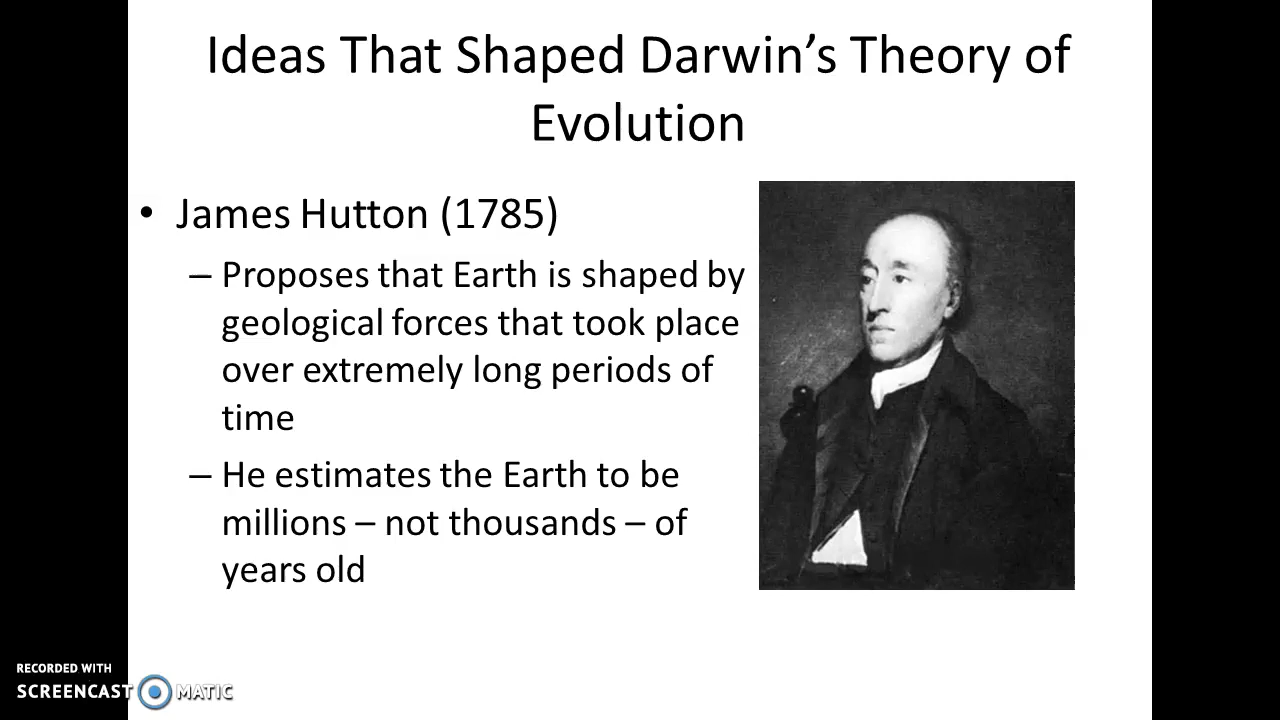 Ideas That Shaped Darwin’s Theory of
Evolution
• James Hutton (1785)
– Proposes that Earth is shaped by
geological forces that took place
over extremely long periods of
time
– He estimates the Earth to be
millions – not thousands – of
years old
RECORDED WITH
SCREENCAST MATIC